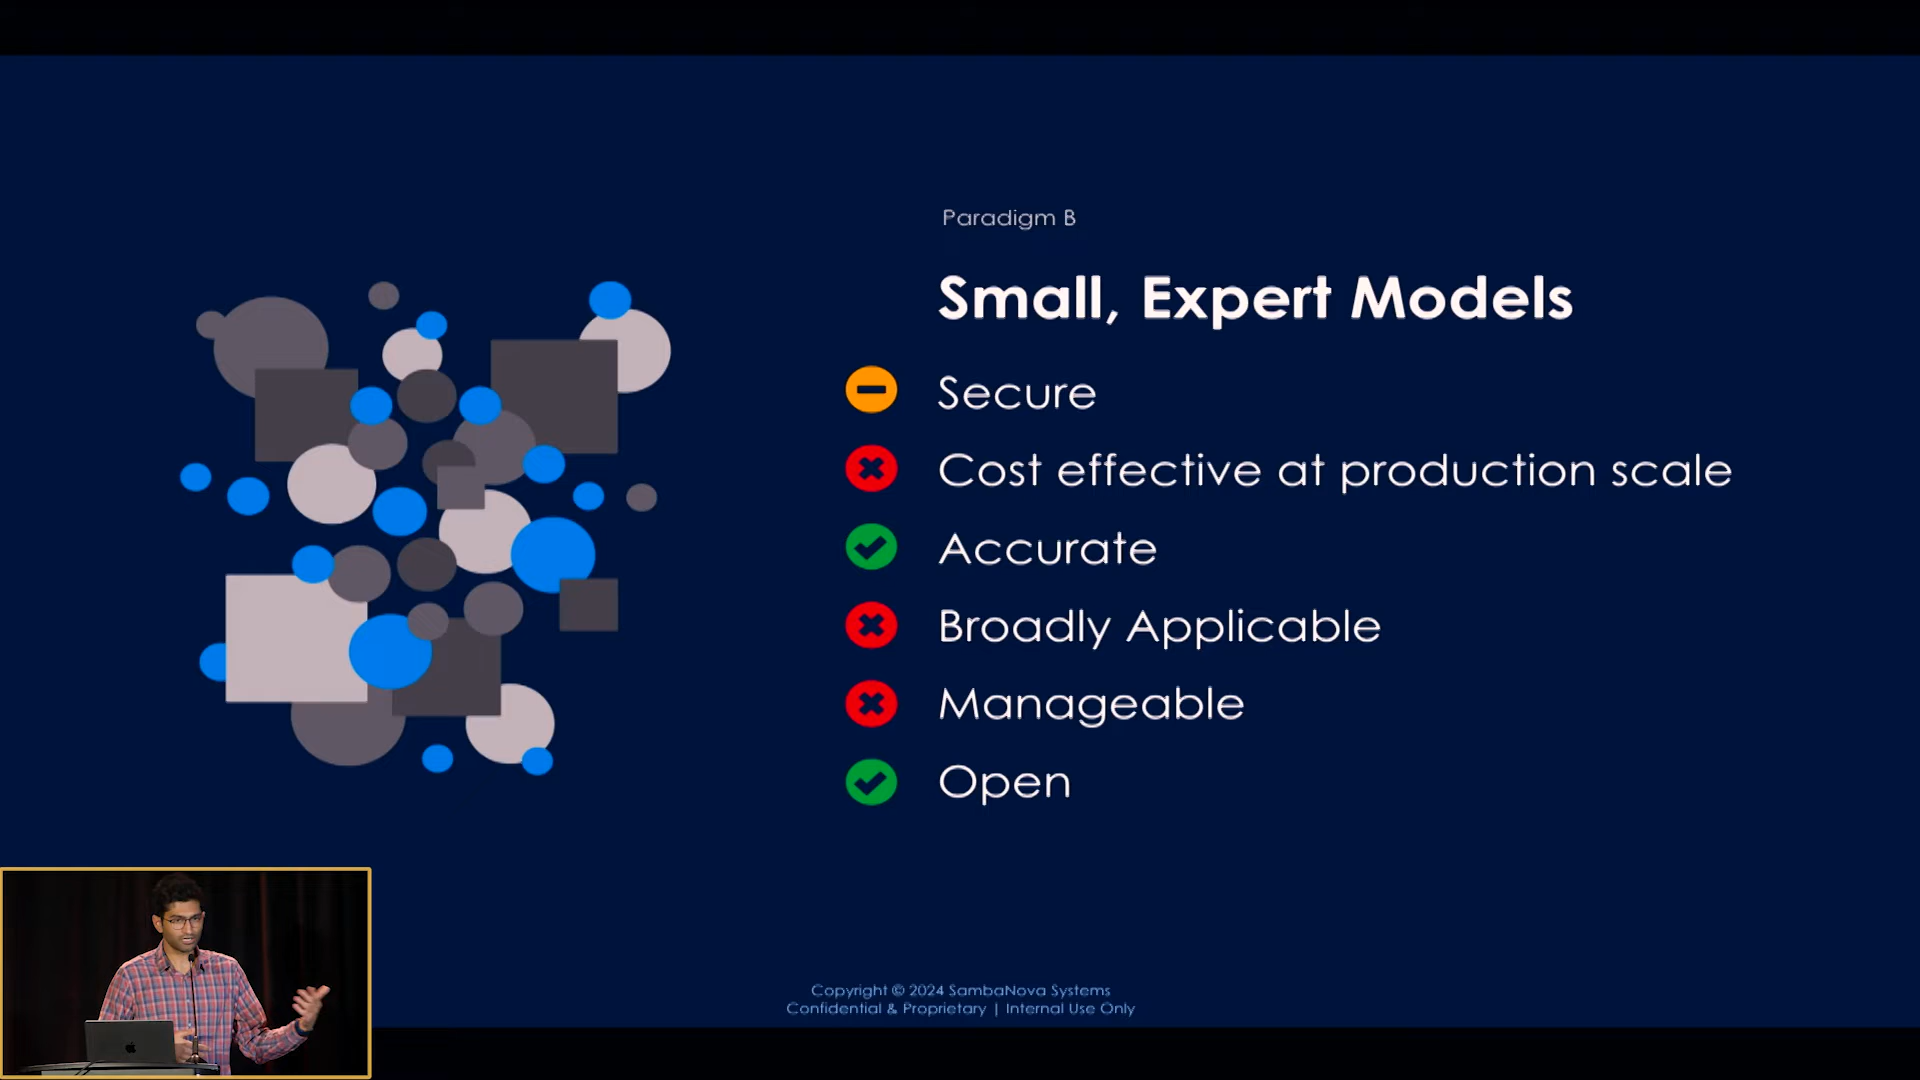 Paradigm B
Small, Expert Models
Secure
Cost effective at production scale
Accurate
Broadly Applicable
Manageable
Open
Copyright © 2024 SambaNova Systems
Confidential & Proprietary | Internal Use Only